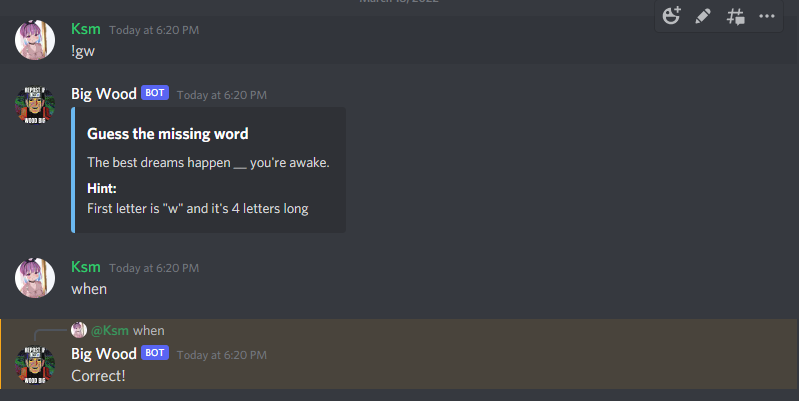 Ksm Today at 6:20 PM
!gw
Big Wood BOT Today at 6:20 PM
Guess the missing word
The best dreams happen __ you're awake.
Hint:
First letter is "w" and it's 4 letters long
Ksm Today at 6:20 PM
when
@Ksm when
Big Wood BOT Today at 6:20 PM
Correct!